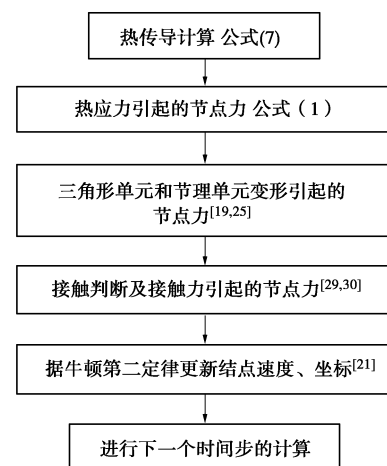 热传导计算 公式(7)
热应力引起的节点力 公式（1）
三角形单元和节理单元变形引起的
节点力[19,25]
接触判断及接触力引起的节点力[29,30]
据牛顿第二定律更新结点速度、坐标[21]
进行下一个时间步的计算